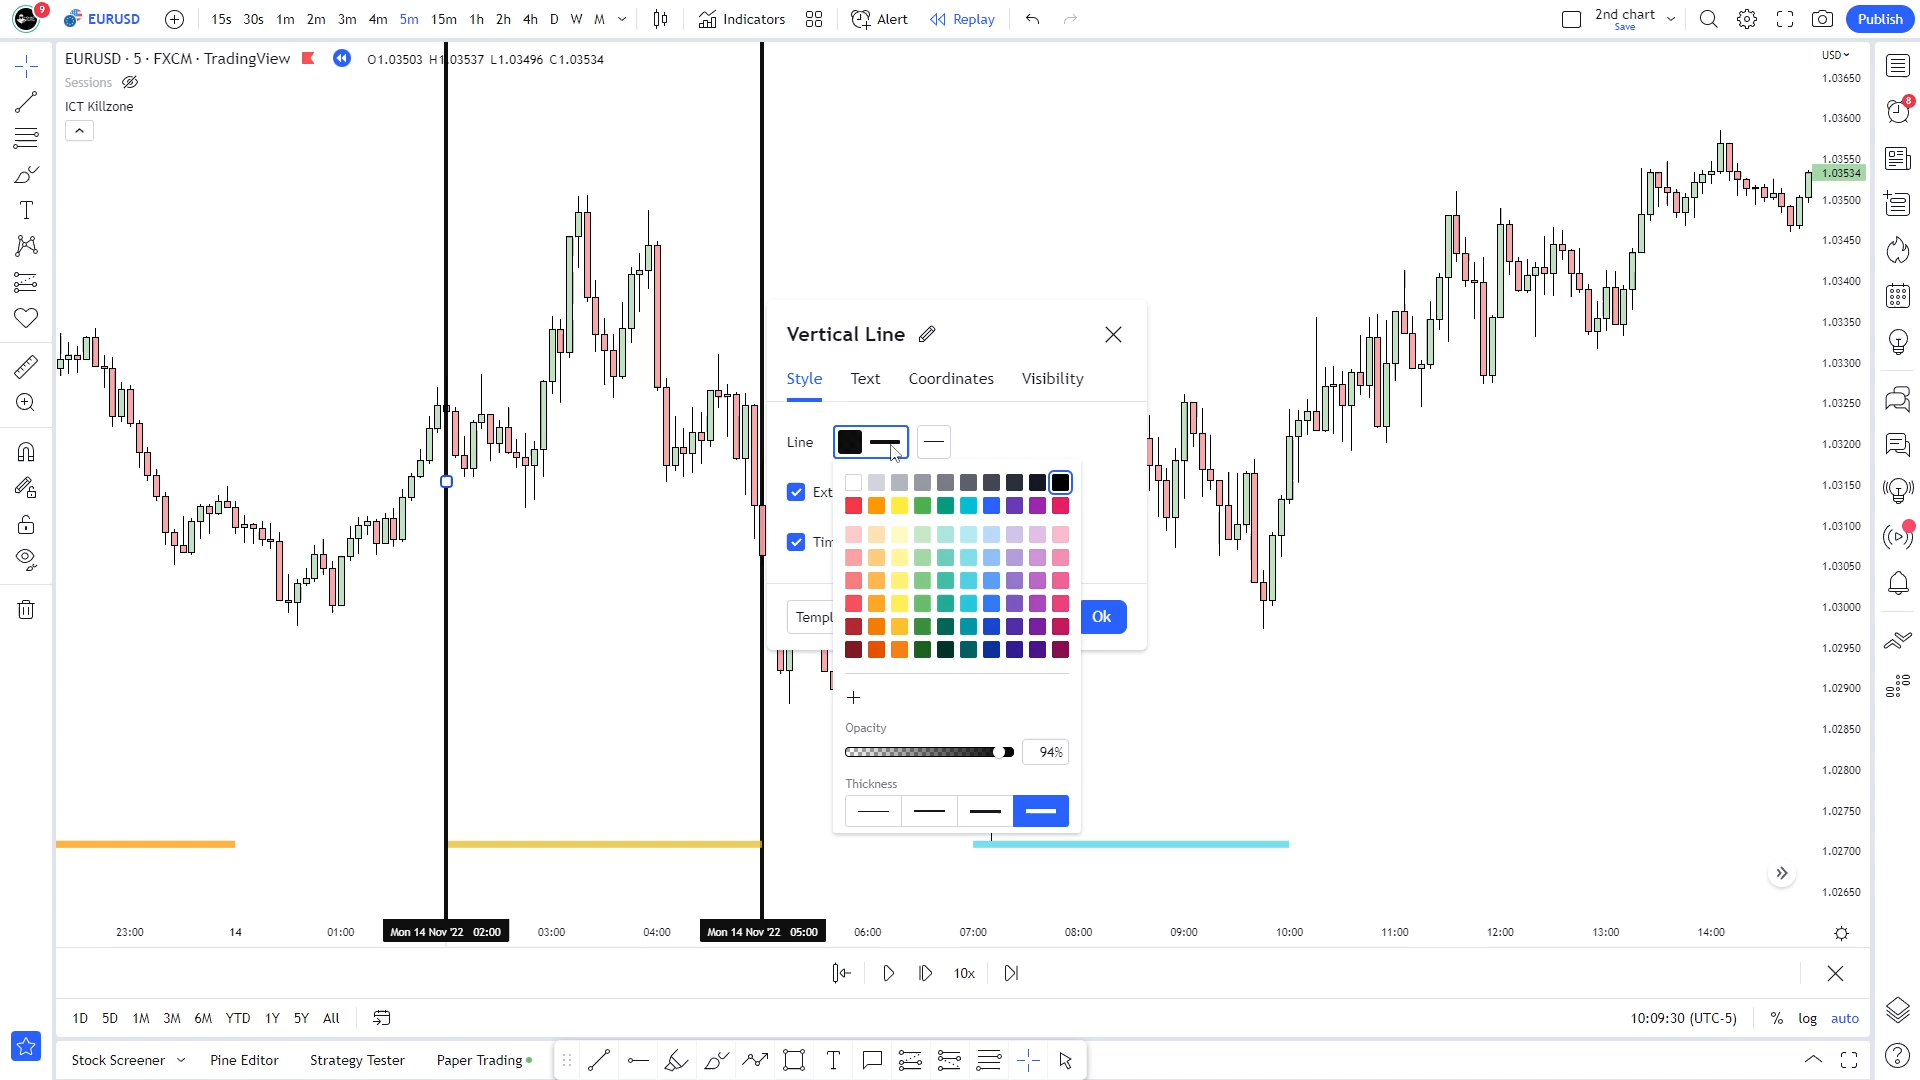 9 EURUSD 15s 30s 1m 2m 3m 4m 5m 15m 1h 2h 4h D W M Indicators Alert Replay 2nd chart Save Publish
EURUSD · 5 · FXCM · TradingView O1.03503 H1.03537 L1.03496 C1.03534
Sessions
ICT Killzone
USD
1.03650
1.03600
1.03550
1.03534
1.03500
1.03450
1.03400
1.03350
1.03300
1.03250
1.03200
1.03150
1.03100
1.03050
1.03000
1.02950
1.02900
1.02850
1.02800
1.02750
1.02700
1.02650
8
Vertical Line
Style Text Coordinates Visibility
Line
Ext
Tim
Templ Ok
Opacity
94%
Thickness
23:00 14 01:00 Mon 14 Nov '22 02:00 03:00 04:00 Mon 14 Nov '22 05:00 06:00 07:00 08:00 09:00 10:00 11:00 12:00 13:00 14:00
10x
1D 5D 1M 3M 6M YTD 1Y 5Y All 10:09:30 (UTC-5) % log auto
Stock Screener Pine Editor Strategy Tester Paper Trading